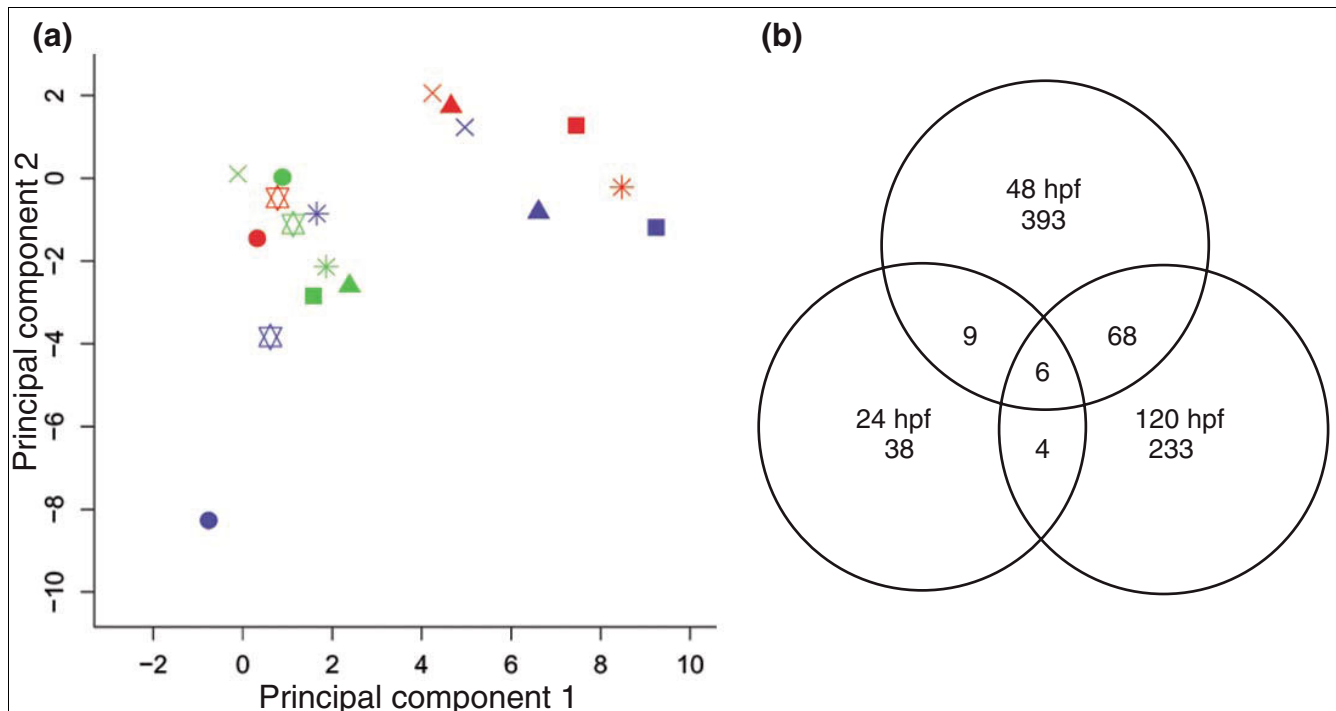 (a)
2
0
−2
−4
−6
−8
−10
Principal component 2
−2 0 2 4 6 8 10
Principal component 1
(b)
48 hpf
393
9
68
6
24 hpf
38
4
120 hpf
233